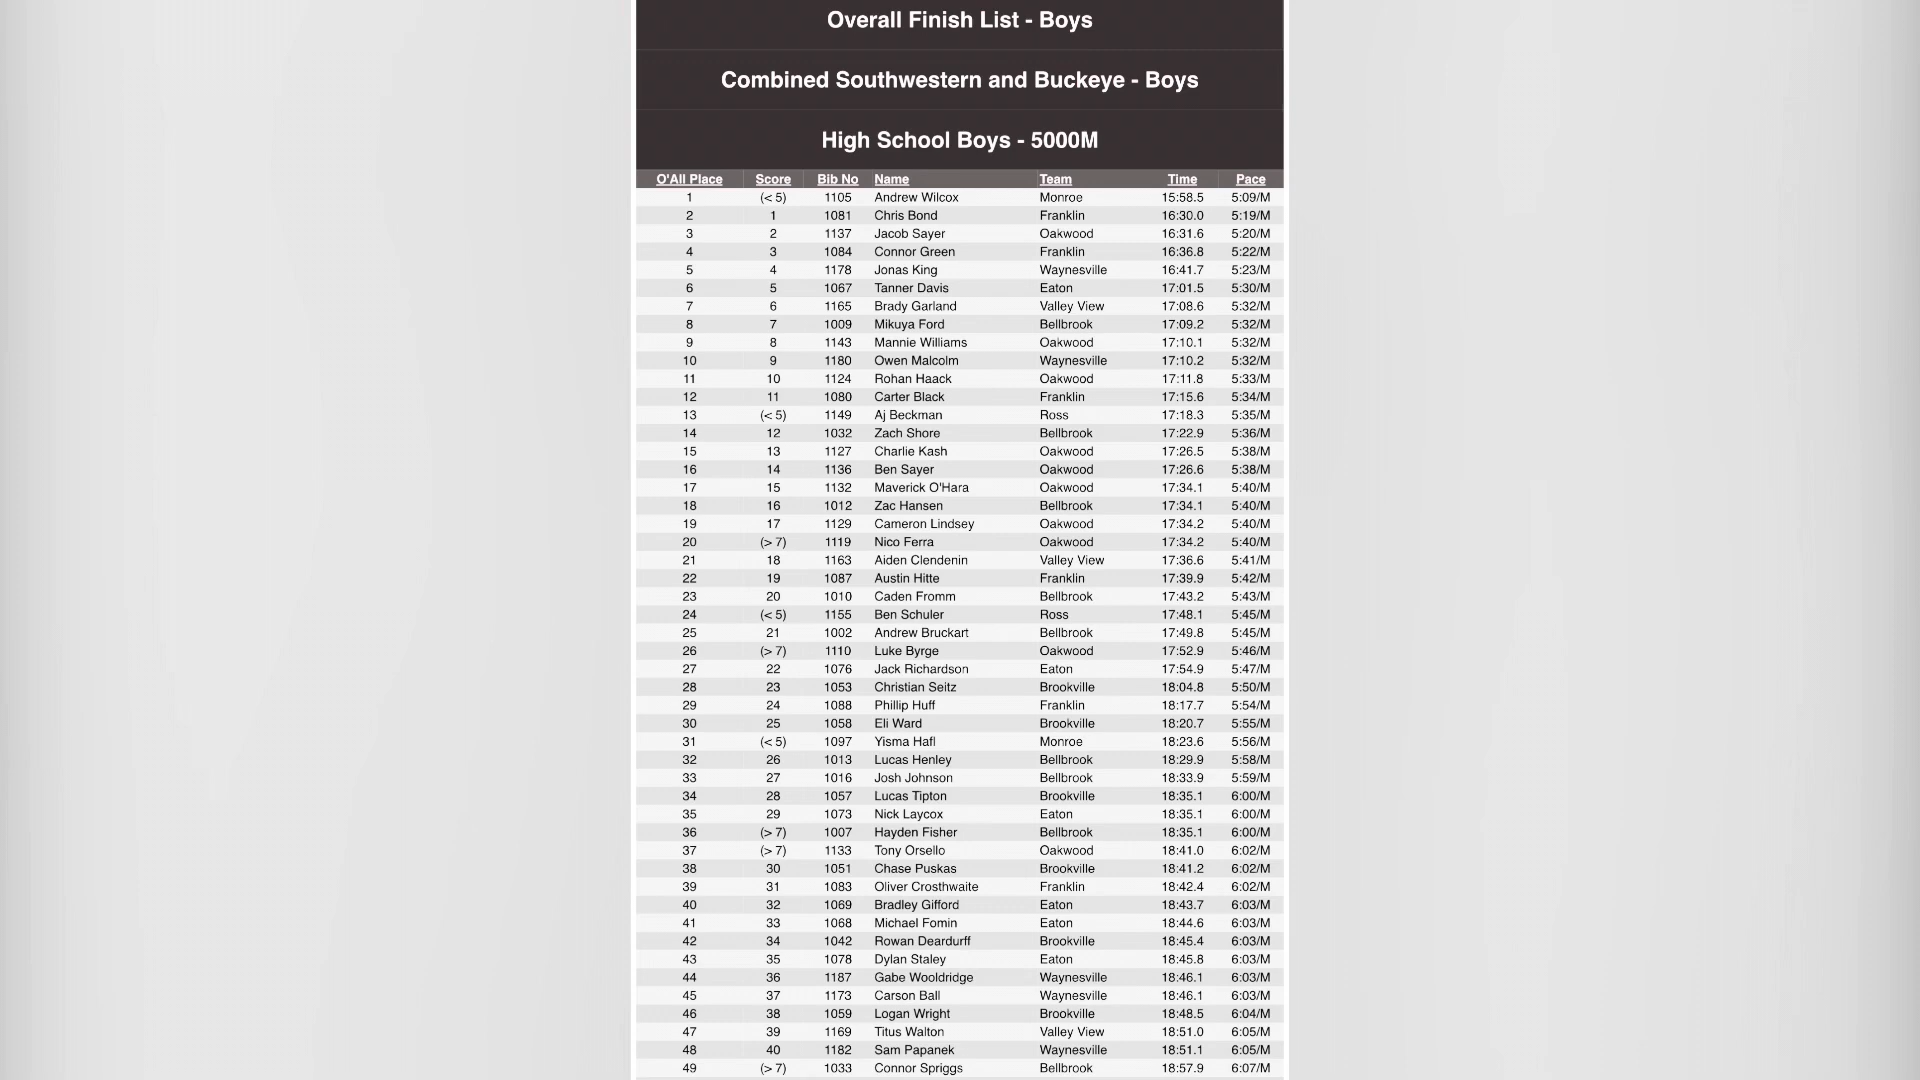 Overall Finish List - Boys
Combined Southwestern and Buckeye - Boys
High School Boys - 5000M
O'All Place Score Bib No Name Team Time Pace
1 (< 5) 1105 Andrew Wilcox Monroe 15:58.5 5:09/M
2 1 1081 Chris Bond Franklin 16:30.0 5:19/M
3 2 1137 Jacob Sayer Oakwood 16:31.6 5:20/M
4 3 1084 Connor Green Franklin 16:36.8 5:22/M
5 4 1178 Jonas King Waynesville 16:41.7 5:23/M
6 5 1067 Tanner Davis Eaton 17:01.5 5:30/M
7 6 1165 Brady Garland Valley View 17:08.6 5:32/M
8 7 1009 Mikuya Ford Bellbrook 17:09.2 5:32/M
9 8 1143 Mannie Williams Oakwood 17:10.1 5:32/M
10 9 1180 Owen Malcolm Waynesville 17:10.2 5:32/M
11 10 1124 Rohan Haack Oakwood 17:11.8 5:33/M
12 11 1080 Carter Black Franklin 17:15.6 5:34/M
13 (< 5) 1149 Aj Beckman Ross 17:18.3 5:35/M
14 12 1032 Zach Shore Bellbrook 17:22.9 5:36/M
15 13 1127 Charlie Kash Oakwood 17:26.5 5:38/M
16 14 1136 Ben Sayer Oakwood 17:26.6 5:38/M
17 15 1132 Maverick O'Hara Oakwood 17:34.1 5:40/M
18 16 1012 Zac Hansen Bellbrook 17:34.1 5:40/M
19 17 1129 Cameron Lindsey Oakwood 17:34.2 5:40/M
20 (> 7) 1119 Nico Ferra Oakwood 17:34.2 5:40/M
21 18 1163 Aiden Clendenin Valley View 17:36.6 5:41/M
22 19 1087 Austin Hitte Franklin 17:39.9 5:42/M
23 20 1010 Caden Fromm Bellbrook 17:43.2 5:43/M
24 (< 5) 1155 Ben Schuler Ross 17:48.1 5:45/M
25 21 1002 Andrew Bruckart Bellbrook 17:49.8 5:45/M
26 (> 7) 1110 Luke Byrge Oakwood 17:52.9 5:46/M
27 22 1076 Jack Richardson Eaton 17:54.9 5:47/M
28 23 1053 Christian Seitz Brookville 18:04.8 5:50/M
29 24 1088 Phillip Huff Franklin 18:17.7 5:54/M
30 25 1058 Eli Ward Brookville 18:20.7 5:55/M
31 (< 5) 1097 Yisma Hafl Monroe 18:23.6 5:56/M
32 26 1013 Lucas Henley Bellbrook 18:29.9 5:58/M
33 27 1016 Josh Johnson Bellbrook 18:33.9 5:59/M
34 28 1057 Lucas Tipton Brookville 18:35.1 6:00/M
35 29 1073 Nick Laycox Eaton 18:35.1 6:00/M
36 (> 7) 1007 Hayden Fisher Bellbrook 18:35.1 6:00/M
37 (> 7) 1133 Tony Orsello Oakwood 18:41.0 6:02/M
38 30 1051 Chase Puskas Brookville 18:41.2 6:02/M
39 31 1083 Oliver Crosthwaite Franklin 18:42.4 6:02/M
40 32 1069 Bradley Gifford Eaton 18:43.7 6:03/M
41 33 1068 Michael Fomin Eaton 18:44.6 6:03/M
42 34 1042 Rowan Deardurff Brookville 18:45.4 6:03/M
43 35 1078 Dylan Staley Eaton 18:45.8 6:03/M
44 36 1187 Gabe Wooldridge Waynesville 18:46.1 6:03/M
45 37 1173 Carson Ball Waynesville 18:46.1 6:03/M
46 38 1059 Logan Wright Brookville 18:48.5 6:04/M
47 39 1169 Titus Walton Valley View 18:51.0 6:05/M
48 40 1182 Sam Papanek Waynesville 18:51.1 6:05/M
49 (> 7) 1033 Connor Spriggs Bellbrook 18:57.9 6:07/M